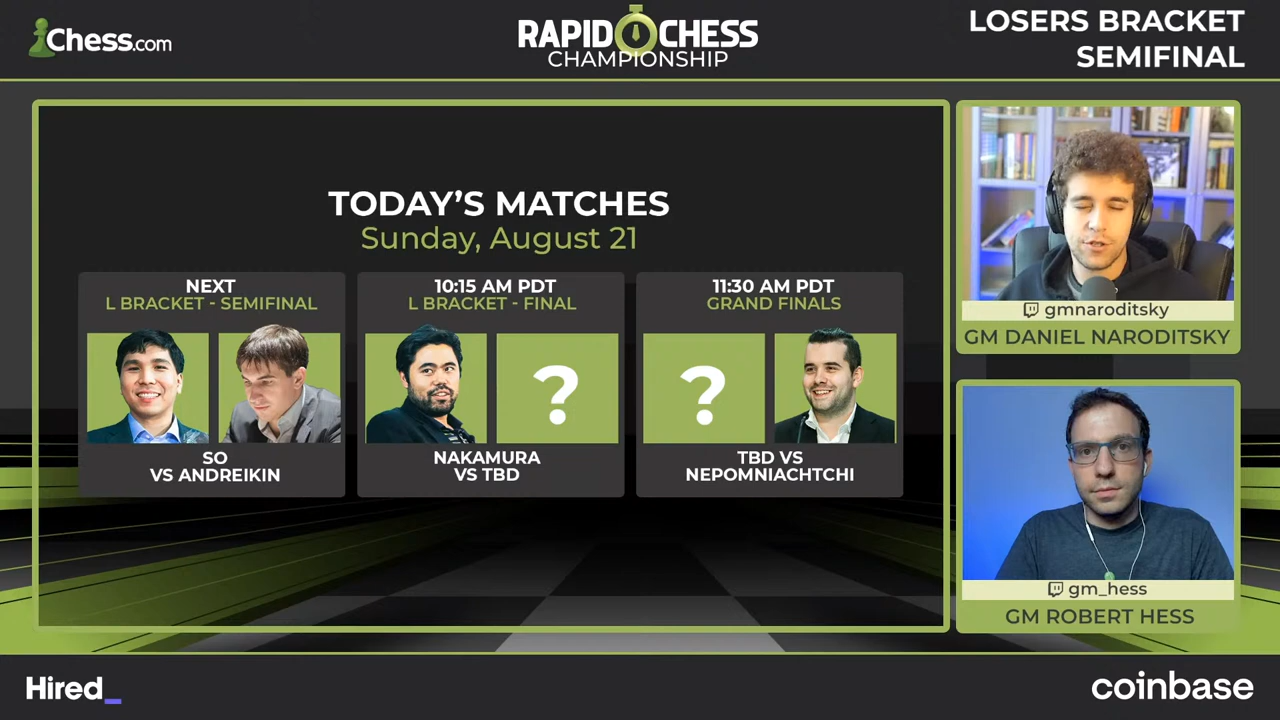 Chess.com
RAPID CHESS
CHAMPIONSHIP
LOSERS BRACKET
SEMIFINAL
TODAY'S MATCHES
Sunday, August 21
NEXT
L BRACKET - SEMIFINAL
SO
VS ANDREIKIN
10:15 AM PDT
L BRACKET - FINAL
?
NAKAMURA
VS TBD
11:30 AM PDT
GRAND FINALS
?
TBD VS
NEPOMNIACHTCHI
gmnaroditsky
GM DANIEL NARODITSKY
gm_hess
GM ROBERT HESS
Hired_
coinbase